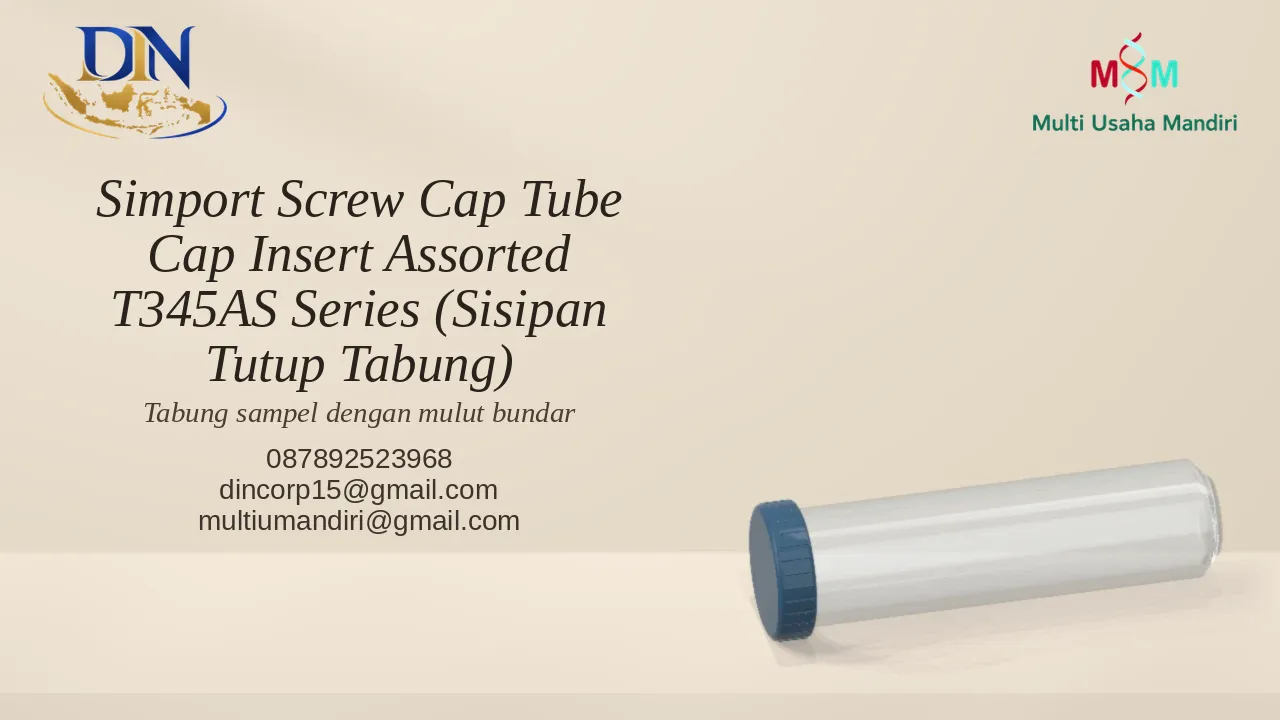 DN
M M
Multi Usaha Mandiri
Simport Screw Cap Tube
Cap Insert Assorted
T345AS Series (Sisipan
Tutup Tabung)
Tabung sampel dengan mulut bundar
087892523968
dincorp15@gmail.com
multiumandiri@gmail.com